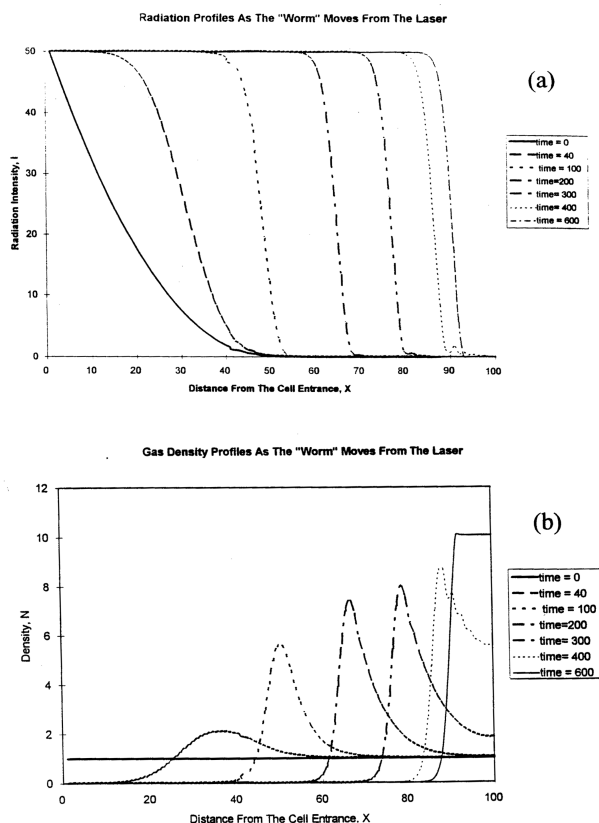 Radiation Profiles As The "Worm" Moves From The Laser
50
40
30
20
10
0
Radiation Intensity, I
0 10 20 30 40 50 60 70 80 90 100
Distance From The Cell Entrance, X
(a)
time = 0
time = 40
time = 100
time=200
time= 300
time= 400
time = 600
Gas Density Profiles As The "Worm" Moves From The Laser
12
10
8
6
4
2
0
Density, N
0 20 30 40 60 80 100
Distance From The Cell Entrance, X
(b)
time = 0
time = 40
time = 100
time=200
time= 300
time= 400
time = 600